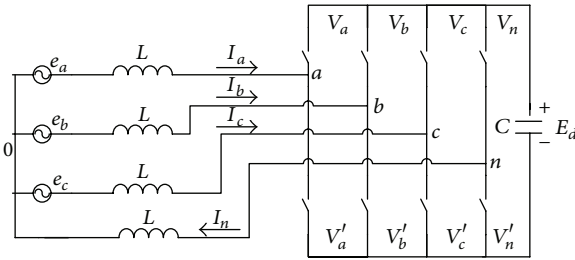 V_a V_b V_c V_n
e_a L I_a a
I_b b
e_b L I_c c C + E_d −
0
n
e_c L
L I_n
V'_a V'_b V'_c V'_n